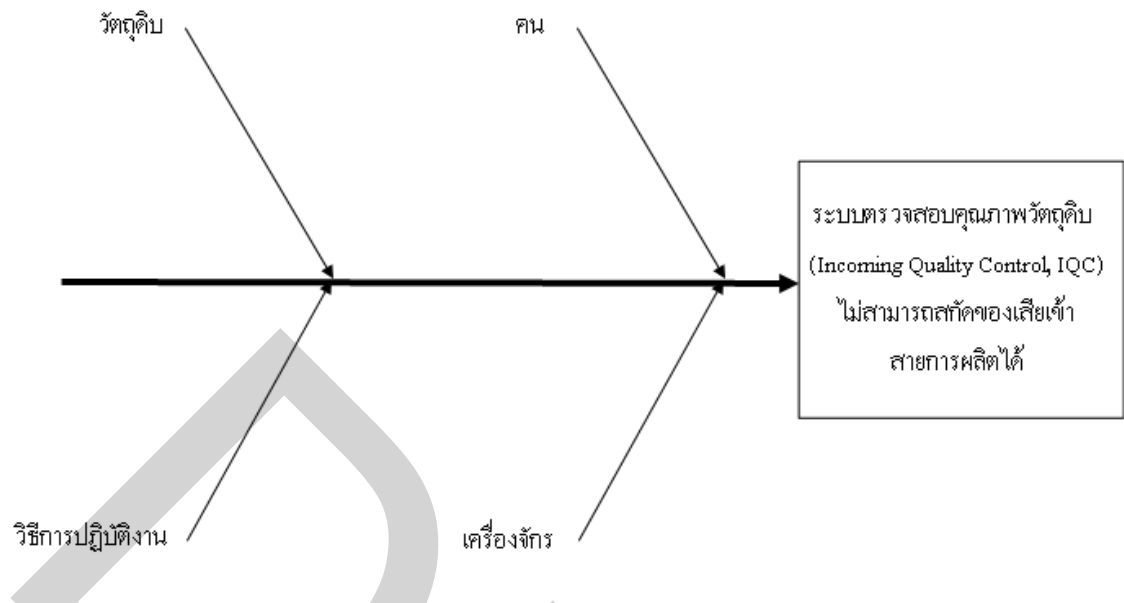 วัตถุดิบ
คน
ระบบตรวจสอบคุณภาพวัตถุดิบ
(Incoming Quality Control, IQC)
ไม่สามารถสกัดของเสียเข้า
สายการผลิตได้
วิธีการปฏิบัติงาน
เครื่องจักร